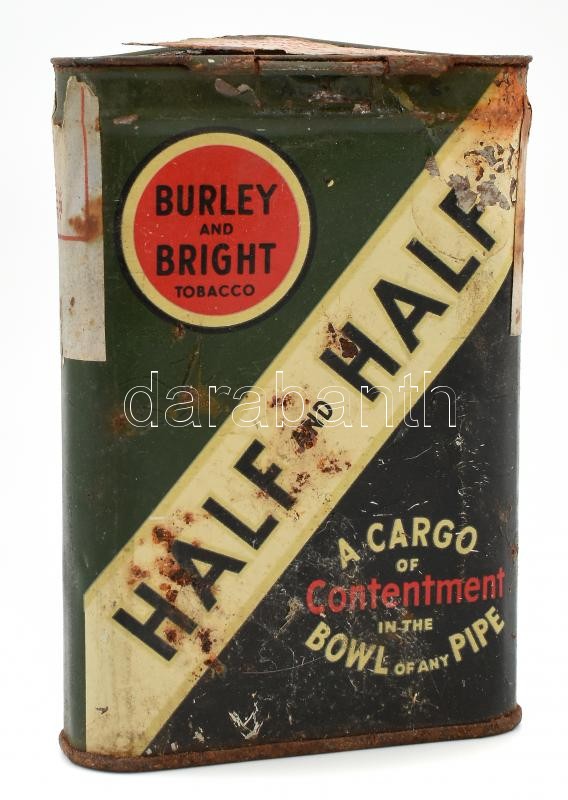 BURLEY
AND
BRIGHT
TOBACCO
HALF AND HALF
A CARGO
OF
Contentment
IN THE
BOWL OF ANY PIPE
darabanth